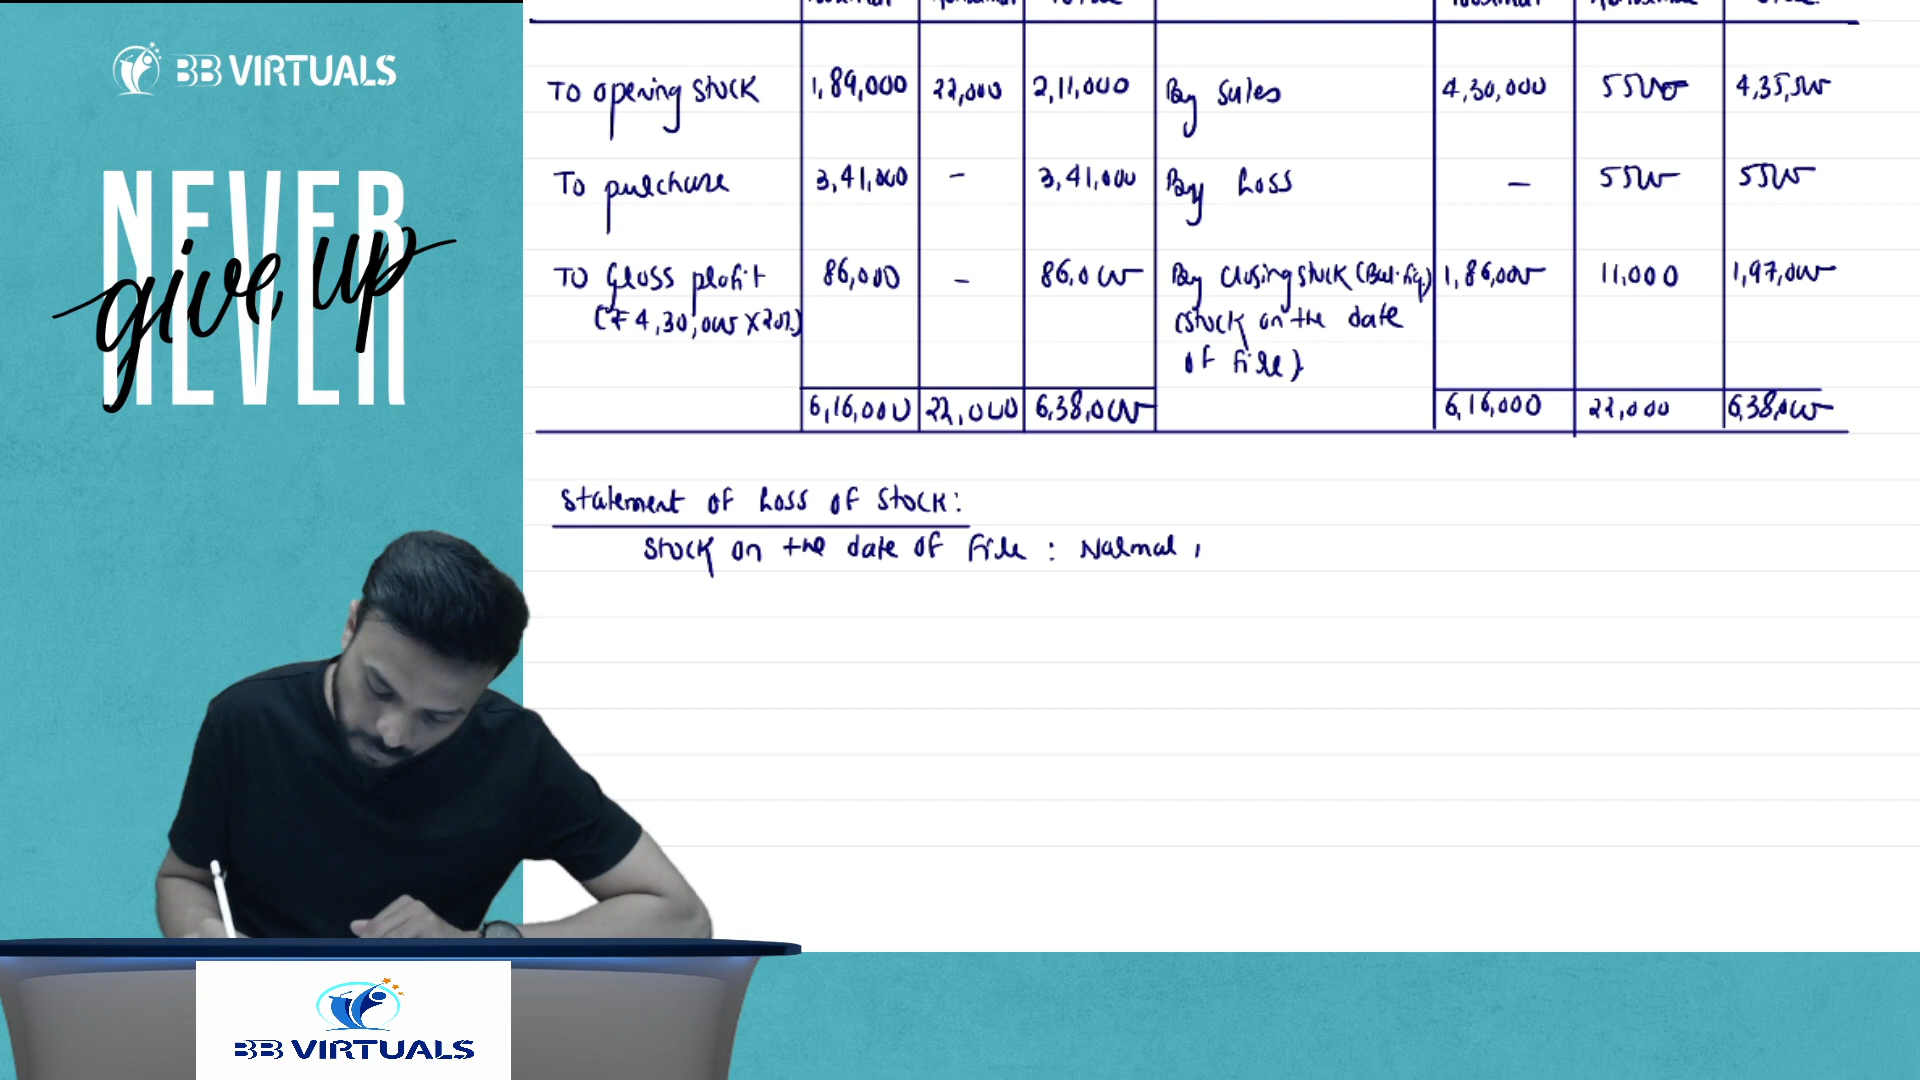 BB VIRTUALS
NEVER
give up
NEVER
To opening stock 1,89,000 22,000 2,11,000 By Sales 4,30,000 5500 4,35,500
To purchase 3,41,000 - 3,41,000 By Loss - 5500 5500
To Gross profit 86,000 - 86,000 By Closing stock (Bal. fig.) 1,86,000 11,000 1,97,000
(₹ 4,30,000 X 20%) (Stock on the date
of fire)
6,16,000 22,000 6,38,000 6,16,000 22,000 6,38,000
Statement of Loss of Stock:
Stock on the date of Fire : Normal
BB VIRTUALS